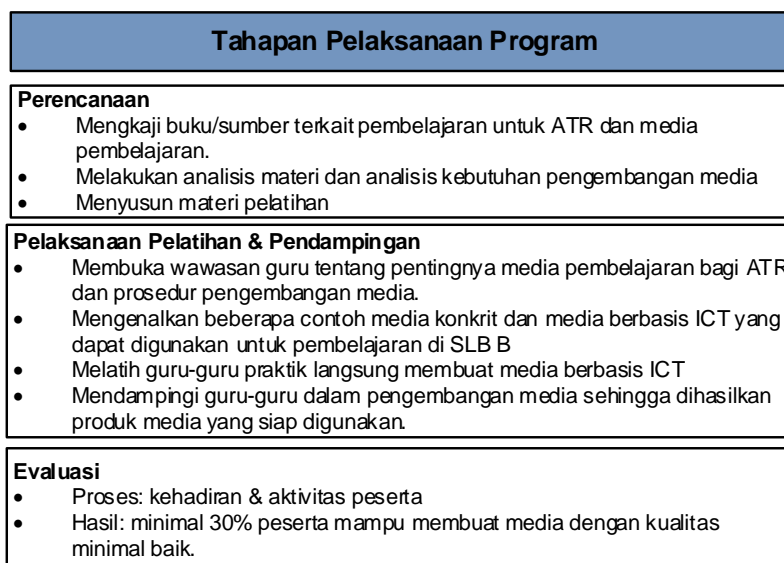 Tahapan Pelaksanaan Program
Perencanaan
• Mengkaji buku/sumber terkait pembelajaran untuk ATR dan media
pembelajaran.
• Melakukan analisis materi dan analisis kebutuhan pengembangan media
• Menyusun materi pelatihan
Pelaksanaan Pelatihan & Pendampingan
• Membuka wawasan guru tentang pentingnya media pembelajaran bagi ATR
dan prosedur pengembangan media.
• Mengenalkan beberapa contoh media konkrit dan media berbasis ICT yang
dapat digunakan untuk pembelajaran di SLB B
• Melatih guru-guru praktik langsung membuat media berbasis ICT
• Mendampingi guru-guru dalam pengembangan media sehingga dihasilkan
produk media yang siap digunakan.
Evaluasi
• Proses: kehadiran & aktivitas peserta
• Hasil: minimal 30% peserta mampu membuat media dengan kualitas
minimal baik.